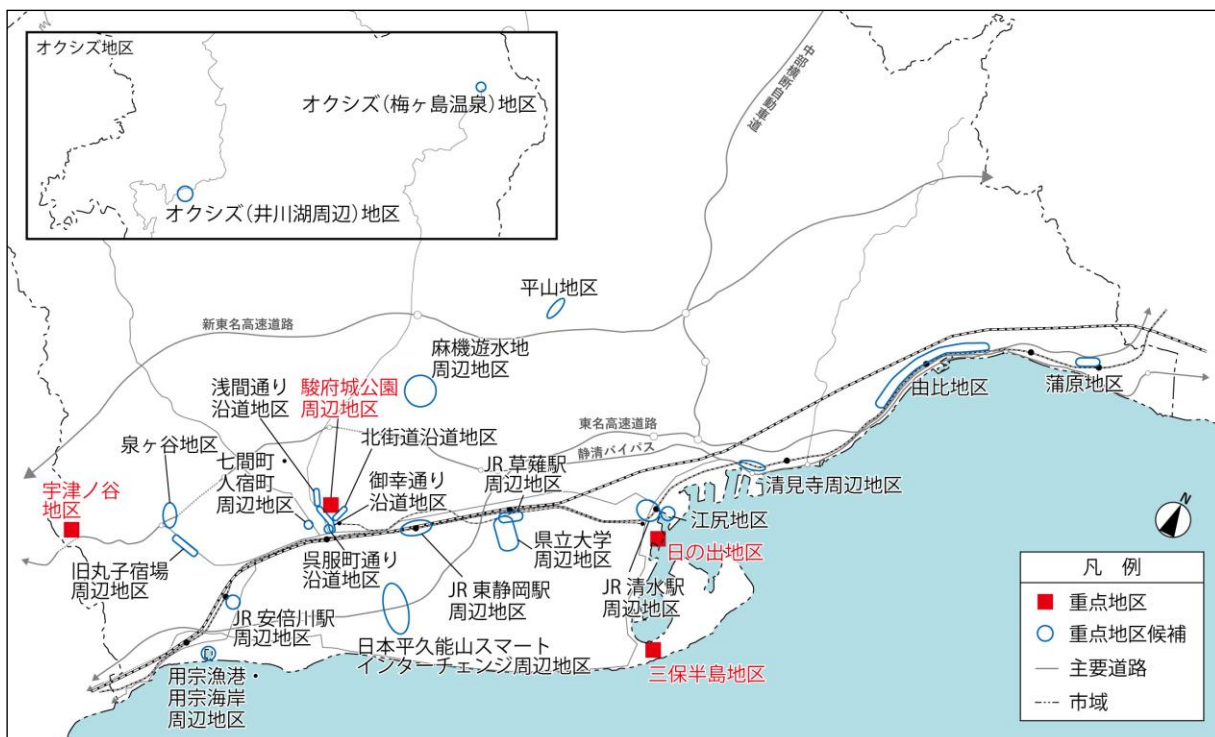 オクシズ地区
オクシズ(梅ヶ島温泉)地区
オクシズ(井川湖周辺)地区
中部横断自動車道
平山地区
新東名高速道路
麻機遊水地
周辺地区
浅間通り
沿道地区
駿府城公園
周辺地区
北街道沿道地区
泉ヶ谷地区
七間町・
人宿町
周辺地区
御幸通り
沿道地区
東名高速道路
静清バイパス
JR 草薙駅
周辺地区
由比地区
蒲原地区
清見寺周辺地区
宇津ノ谷
地区
江尻地区
日の出地区
旧丸子宿場
周辺地区
呉服町通り
沿道地区
JR 東静岡駅
周辺地区
県立大学
周辺地区
JR 清水駅
周辺地区
JR 安倍川駅
周辺地区
日本平久能山スマート
インターチェンジ周辺地区
三保半島地区
用宗漁港・
用宗海岸
周辺地区
N
凡例
重点地区
重点地区候補
主要道路
市域